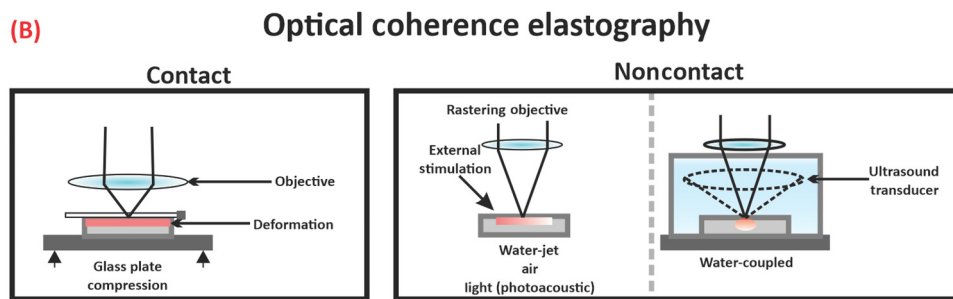 (B)
Optical coherence elastography
Contact
Objective
Deformation
Glass plate
compression
Noncontact
Rastering objective
External
stimulation
Water-jet
air
light (photoacoustic)
Ultrasound
transducer
Water-coupled